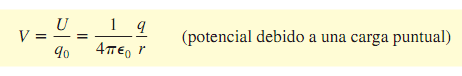 V = U/q₀ = 1/(4πϵ₀) q/r (potencial debido a una carga puntual)